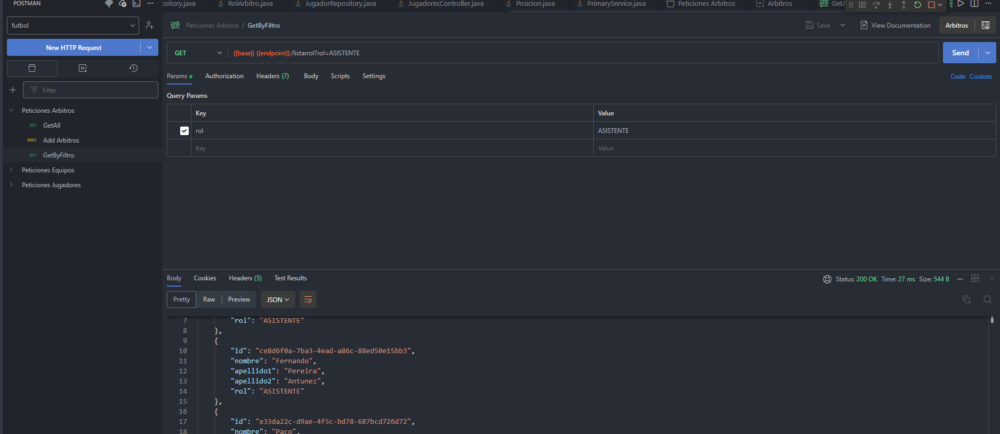 POSTMAN
ository.java
RolArbitro.java
JugadorRepository.java
JugadoresController.java
Posicion.java
PrimaryService.java
Peticiones Arbitros
Arbitros
GetA
futbol
Peticiones Arbitros / GetByFiltro
Save
View Documentation
Arbitros
New HTTP Request
GET
{{base}} {{endpoint}}/listarrol?rol=ASISTENTE
Send
Params
Authorization
Headers (7)
Body
Scripts
Settings
Code
Cookies
Filter
Query Params
Key
Value
rol
ASISTENTE
Key
Value
Peticiones Arbitros
GET GetAll
POST Add Arbitros
GET GetByFiltro
Peticiones Equipos
Peticiones Jugadores
Body
Cookies
Headers (5)
Test Results
Status: 200 OK Time: 27 ms Size: 544 B
Pretty
Raw
Preview
JSON
7 "rol": "ASISTENTE"
8 },
9 {
10 "id": "ce8d6f0a-7ba3-4ead-a86c-88ed50e15bb3",
11 "nombre": "Fernando",
12 "apellido1": "Pereira",
13 "apellido2": "Antunez",
14 "rol": "ASISTENTE"
15 },
16 {
17 "id": "e33da22c-d9ae-4f5c-bd78-687bcd726d72",
18 "nombre": "Paco",